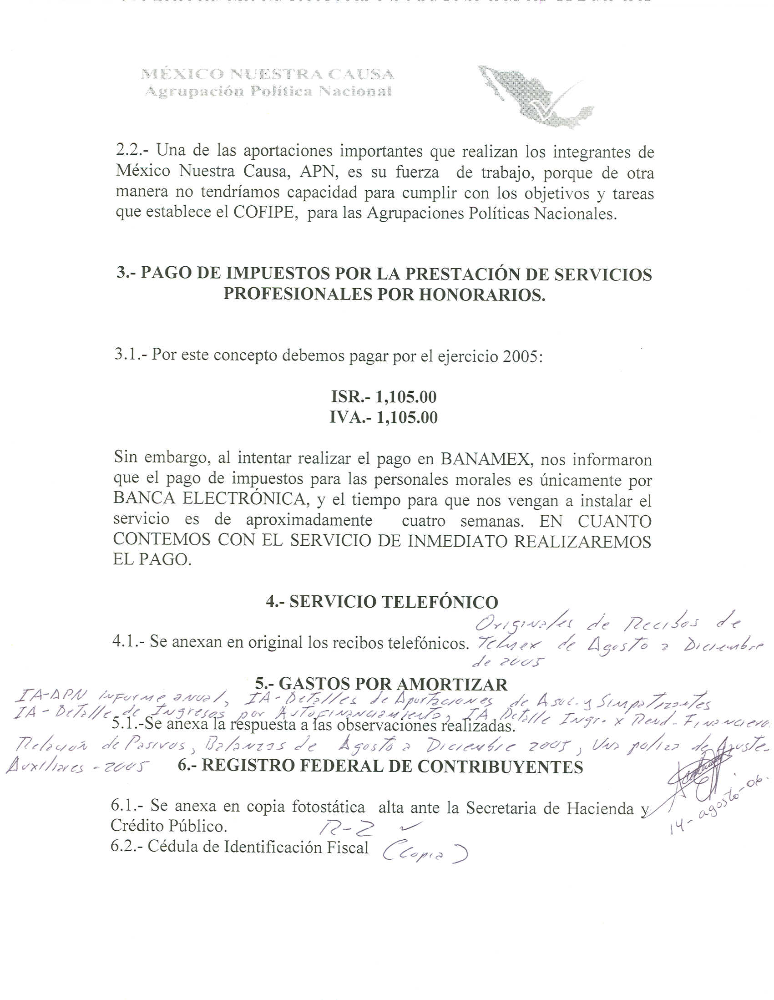 MÉXICO NUESTRA CAUSA
Agrupación Política Nacional
2.2.- Una de las aportaciones importantes que realizan los integrantes de
México Nuestra Causa, APN, es su fuerza de trabajo, porque de otra
manera no tendríamos capacidad para cumplir con los objetivos y tareas
que establece el COFIPE, para las Agrupaciones Políticas Nacionales.
3.- PAGO DE IMPUESTOS POR LA PRESTACIÓN DE SERVICIOS
PROFESIONALES POR HONORARIOS.
3.1.- Por este concepto debemos pagar por el ejercicio 2005:
ISR.- 1,105.00
IVA.- 1,105.00
Sin embargo, al intentar realizar el pago en BANAMEX, nos informaron
que el pago de impuestos para las personales morales es únicamente por
BANCA ELECTRÓNICA, y el tiempo para que nos vengan a instalar el
servicio es de aproximadamente cuatro semanas. EN CUANTO
CONTEMOS CON EL SERVICIO DE INMEDIATO REALIZAREMOS
EL PAGO.
4.- SERVICIO TELEFÓNICO
Originales de Recibos de
4.1.- Se anexan en original los recibos telefónicos. Telmex de Agosto a Diciembre
de 2005
5.- GASTOS POR AMORTIZAR
IA-APN informe anual, IA-Detalles de Aportaciones de Asoc. y Simpatizantes
IA-Detalle de Ingresos por Autofinanciamiento, IA Detalle Ingr. x Rend. Financiero
5.1.-Se anexa la respuesta a las observaciones realizadas.
Relación de Pasivos, Balanzas de Agosto a Diciembre 2005, Una poliza de Ajuste
Auxiliares - 2005
6.- REGISTRO FEDERAL DE CONTRIBUYENTES
14-agosto-06.
6.1.- Se anexa en copia fotostática alta ante la Secretaria de Hacienda y
Crédito Público. R-2
6.2.- Cédula de Identificación Fiscal (Copia)